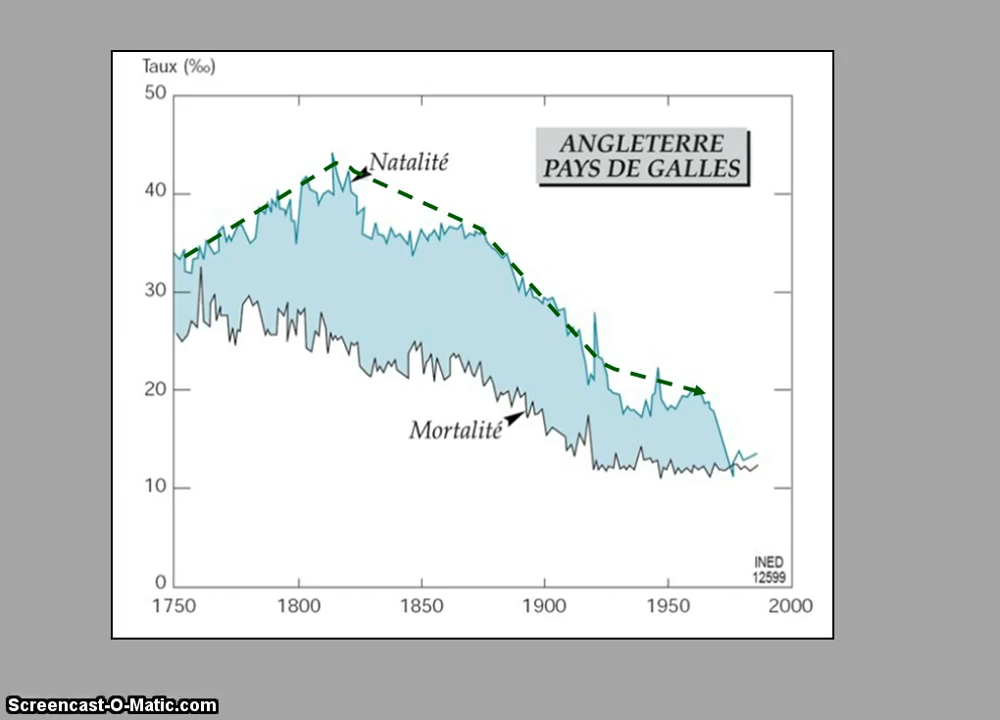 Taux (‰)
50
ANGLETERRE
PAYS DE GALLES
Natalité
40
30
20
Mortalité
10
INED
12599
0
1750 1800 1850 1900 1950 2000
Screencast-O-Matic.com